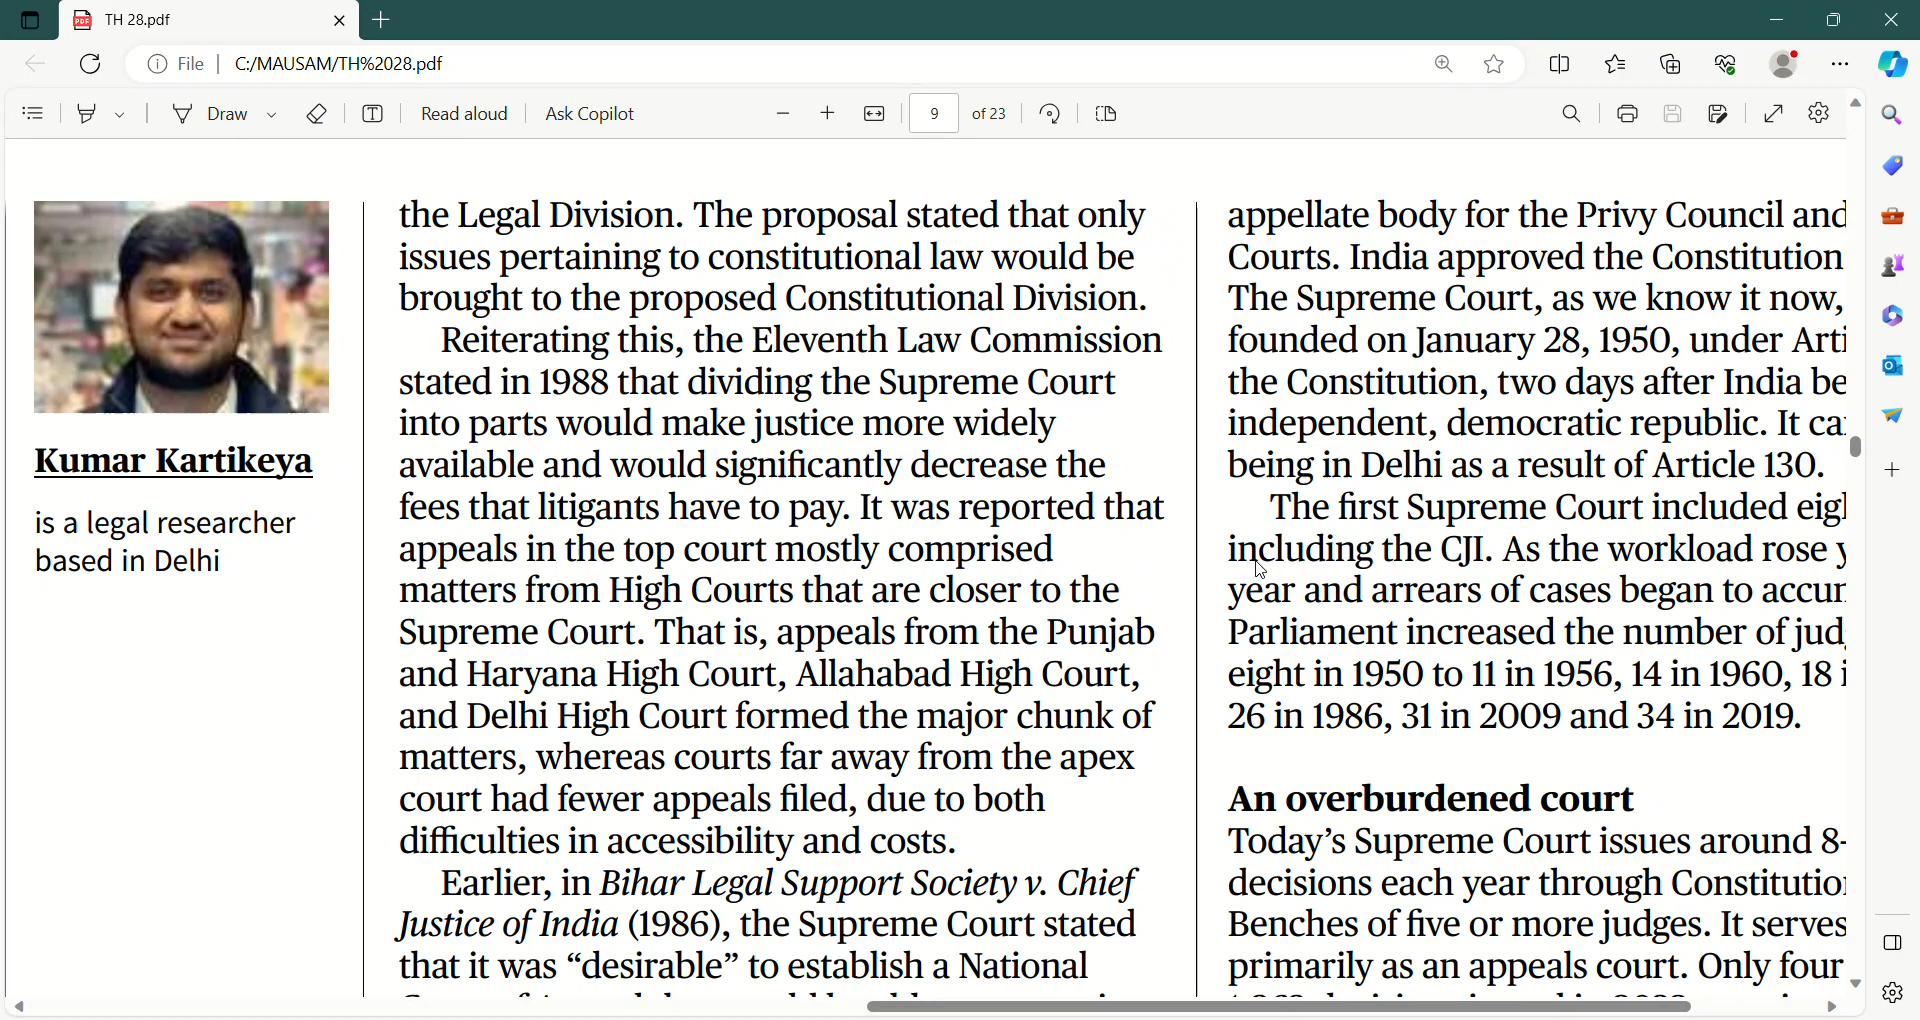 TH 28.pdf
File
C:/MAUSAM/TH%2028.pdf
Draw
Read aloud
Ask Copilot
9
of 23
Kumar Kartikeya
is a legal researcher
based in Delhi
the Legal Division. The proposal stated that only
issues pertaining to constitutional law would be
brought to the proposed Constitutional Division.
Reiterating this, the Eleventh Law Commission
stated in 1988 that dividing the Supreme Court
into parts would make justice more widely
available and would significantly decrease the
fees that litigants have to pay. It was reported that
appeals in the top court mostly comprised
matters from High Courts that are closer to the
Supreme Court. That is, appeals from the Punjab
and Haryana High Court, Allahabad High Court,
and Delhi High Court formed the major chunk of
matters, whereas courts far away from the apex
court had fewer appeals filed, due to both
difficulties in accessibility and costs.
Earlier, in Bihar Legal Support Society v. Chief
Justice of India (1986), the Supreme Court stated
that it was “desirable” to establish a National
appellate body for the Privy Council and
Courts. India approved the Constitution
The Supreme Court, as we know it now,
founded on January 28, 1950, under Arti
the Constitution, two days after India be
independent, democratic republic. It ca
being in Delhi as a result of Article 130.
The first Supreme Court included eig
including the CJI. As the workload rose y
year and arrears of cases began to accu
Parliament increased the number of jud
eight in 1950 to 11 in 1956, 14 in 1960, 18 i
26 in 1986, 31 in 2009 and 34 in 2019.
An overburdened court
Today’s Supreme Court issues around 8-
decisions each year through Constitutio
Benches of five or more judges. It serves
primarily as an appeals court. Only four